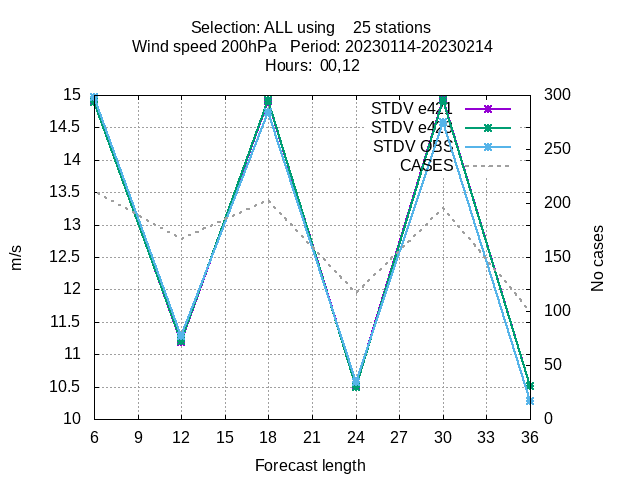 Selection: ALL using    25 stations
Wind speed 200hPa   Period: 20230114-20230214
Hours:  00,12
STDV e421
STDV e423
STDV OBS
CASES
15
14.5
14
13.5
13
12.5
12
11.5
11
10.5
10
300
250
200
150
100
50
0
m/s
No cases
6 9 12 15 18 21 24 27 30 33 36
Forecast length